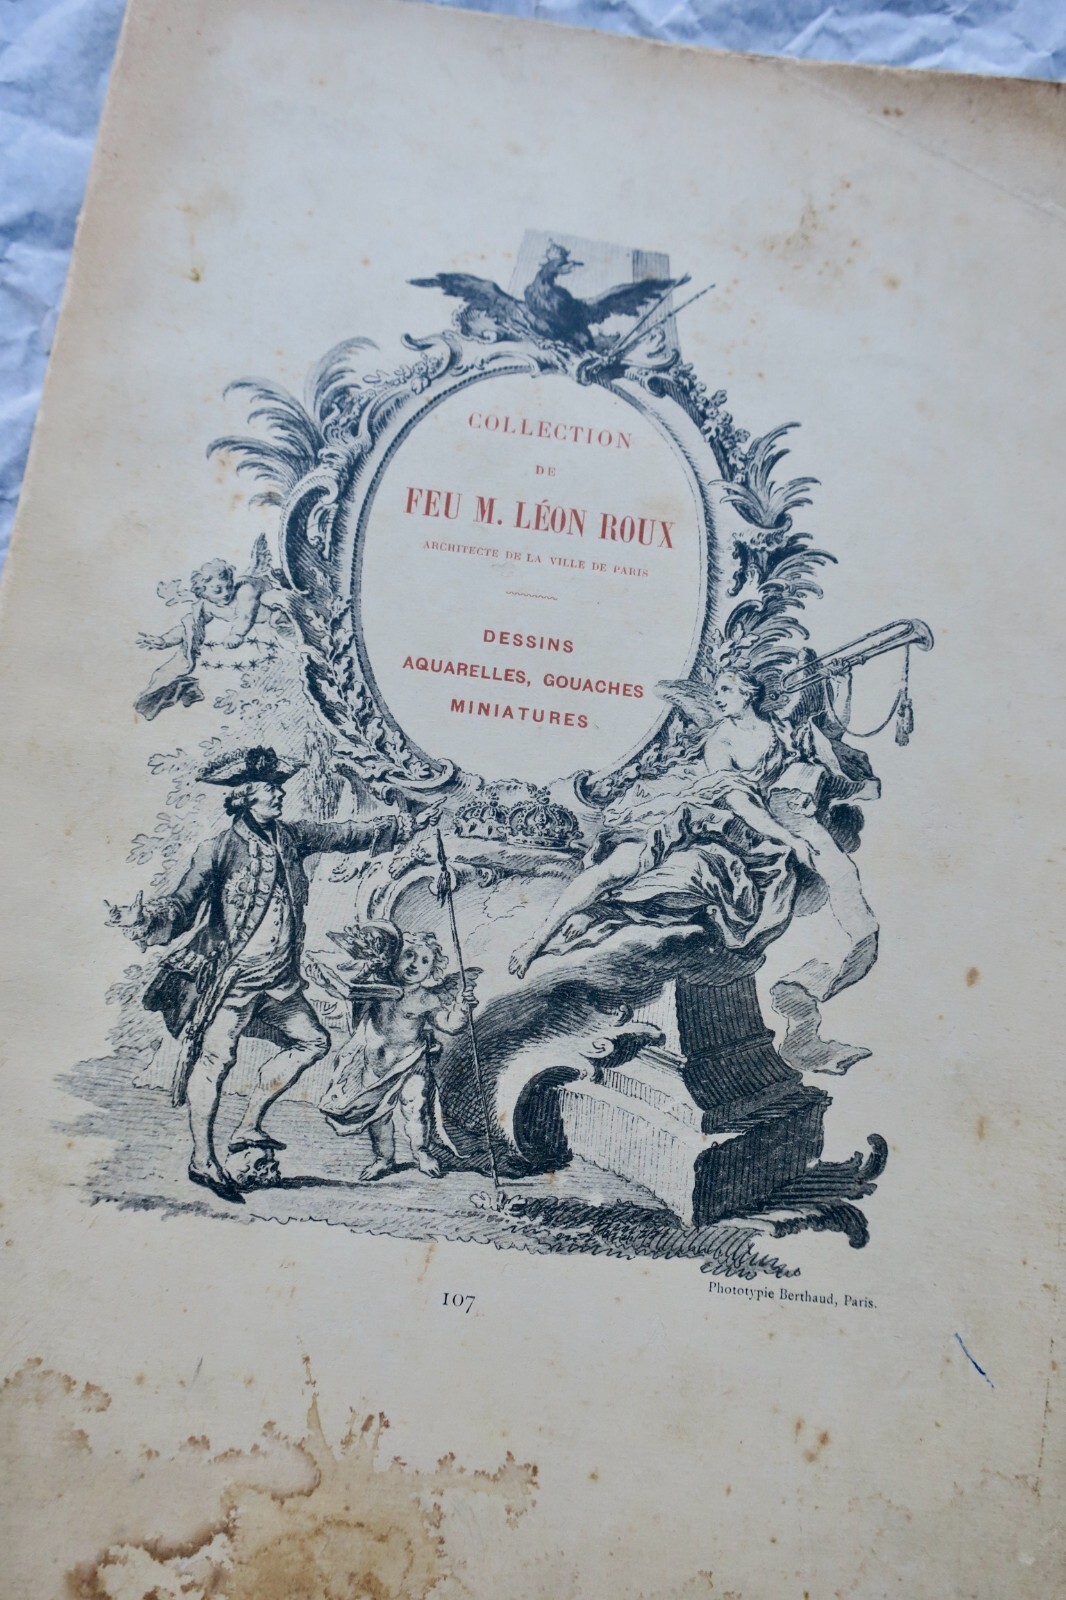 COLLECTION
DE
FEU M. LÉON ROUX
ARCHITECTE DE LA VILLE DE PARIS
DESSINS
AQUARELLES, GOUACHES
MINIATURES
107
Phototypie Berthaud, Paris.